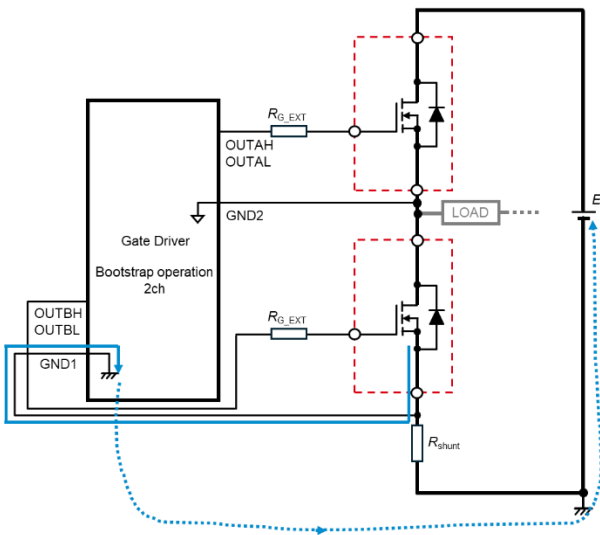 R_G_EXT
OUTAH
OUTAL
E
GND2
LOAD
Gate Driver
Bootstrap operation
2ch
OUTBH
OUTBL
R_G_EXT
GND1
R_shunt